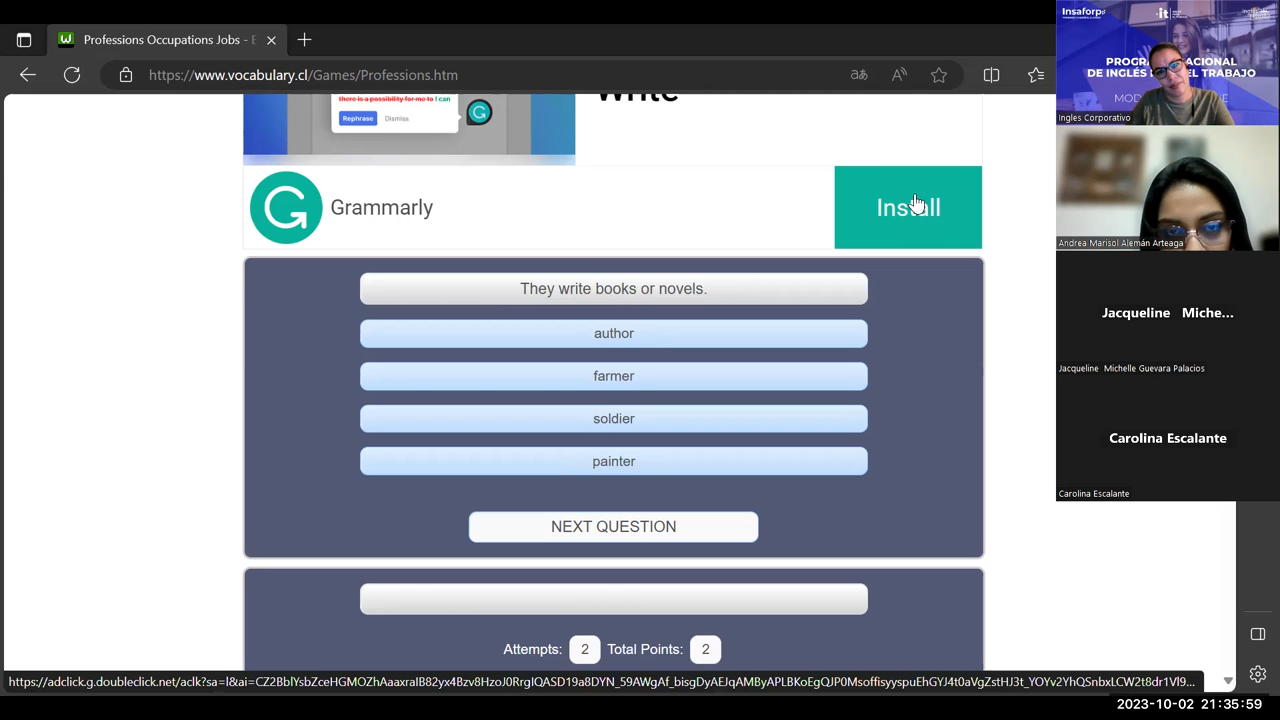 Professions Occupations Jobs - E
https://www.vocabulary.cl/Games/Professions.htm
there is a possibility for me to I can
Rephrase
Dismiss
Write
G Grammarly
Install
They write books or novels.
author
farmer
soldier
painter
NEXT QUESTION
Attempts: 2 Total Points: 2
Insaforp
it
PROGRAMA NACIONAL
DE INGLÉS EL TRABAJO
Ingles Corporativo
Andrea Marisol Alemán Arteaga
Jacqueline Miche...
Jacqueline Michelle Guevara Palacios
Carolina Escalante
Carolina Escalante
2023-10-02 21:35:59